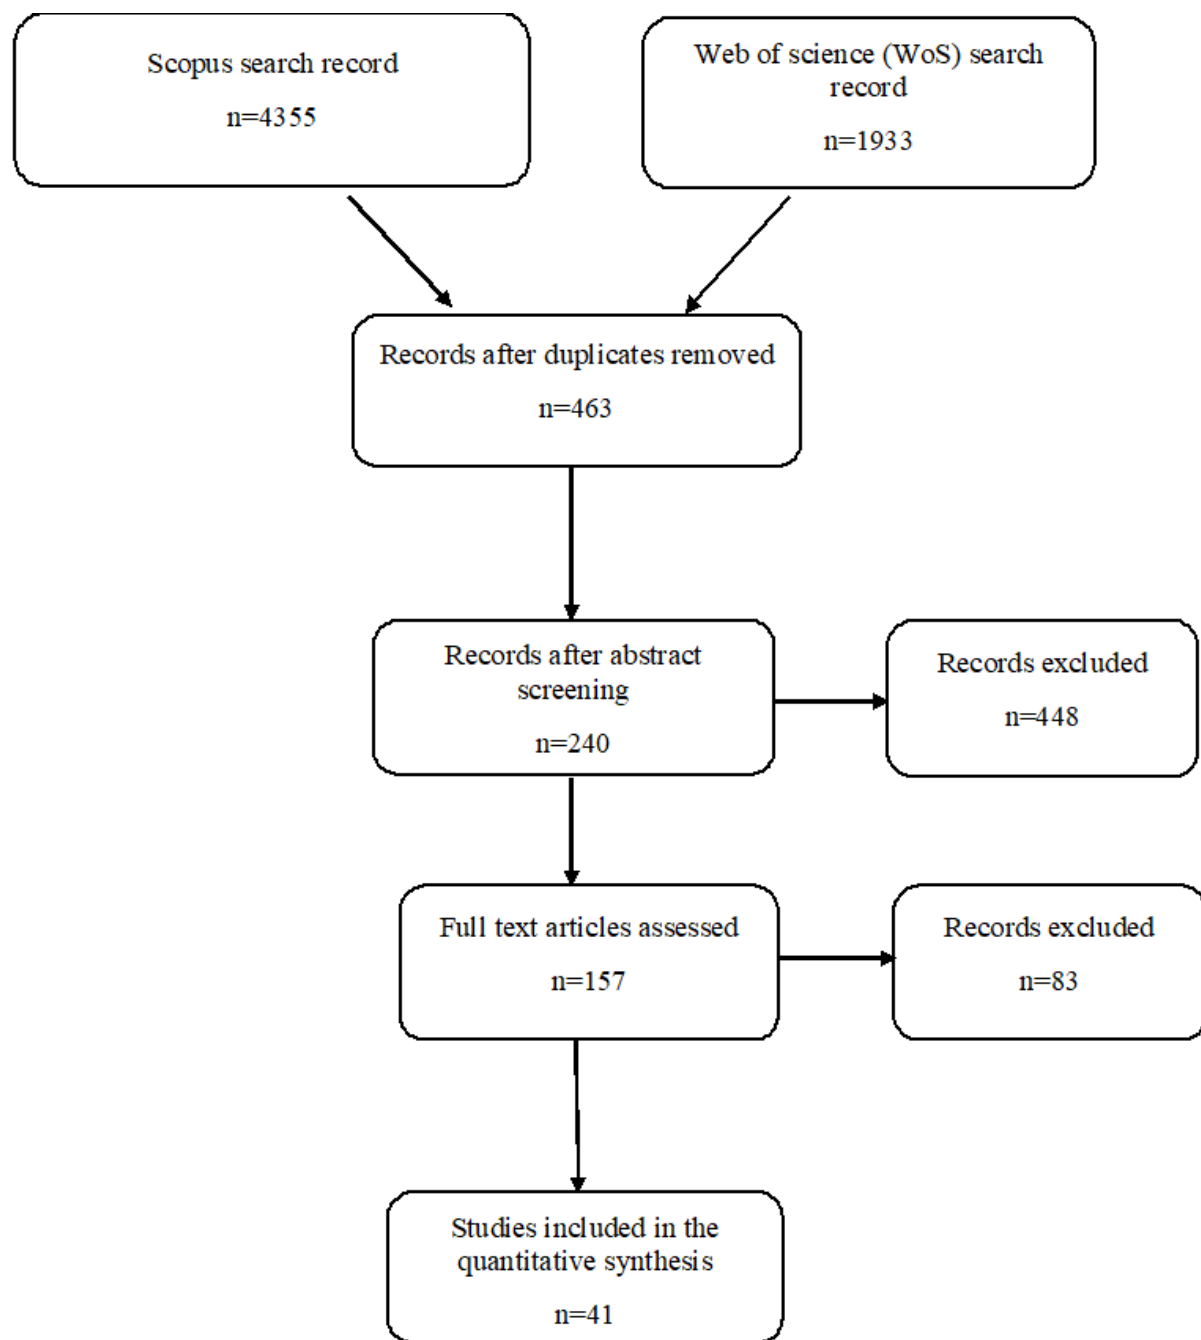 Scopus search record
n=4355
Web of science (WoS) search
record
n=1933
Records after duplicates removed
n=463
Records after abstract
screening
n=240
Records excluded
n=448
Full text articles assessed
n=157
Records excluded
n=83
Studies included in the
quantitative synthesis
n=41